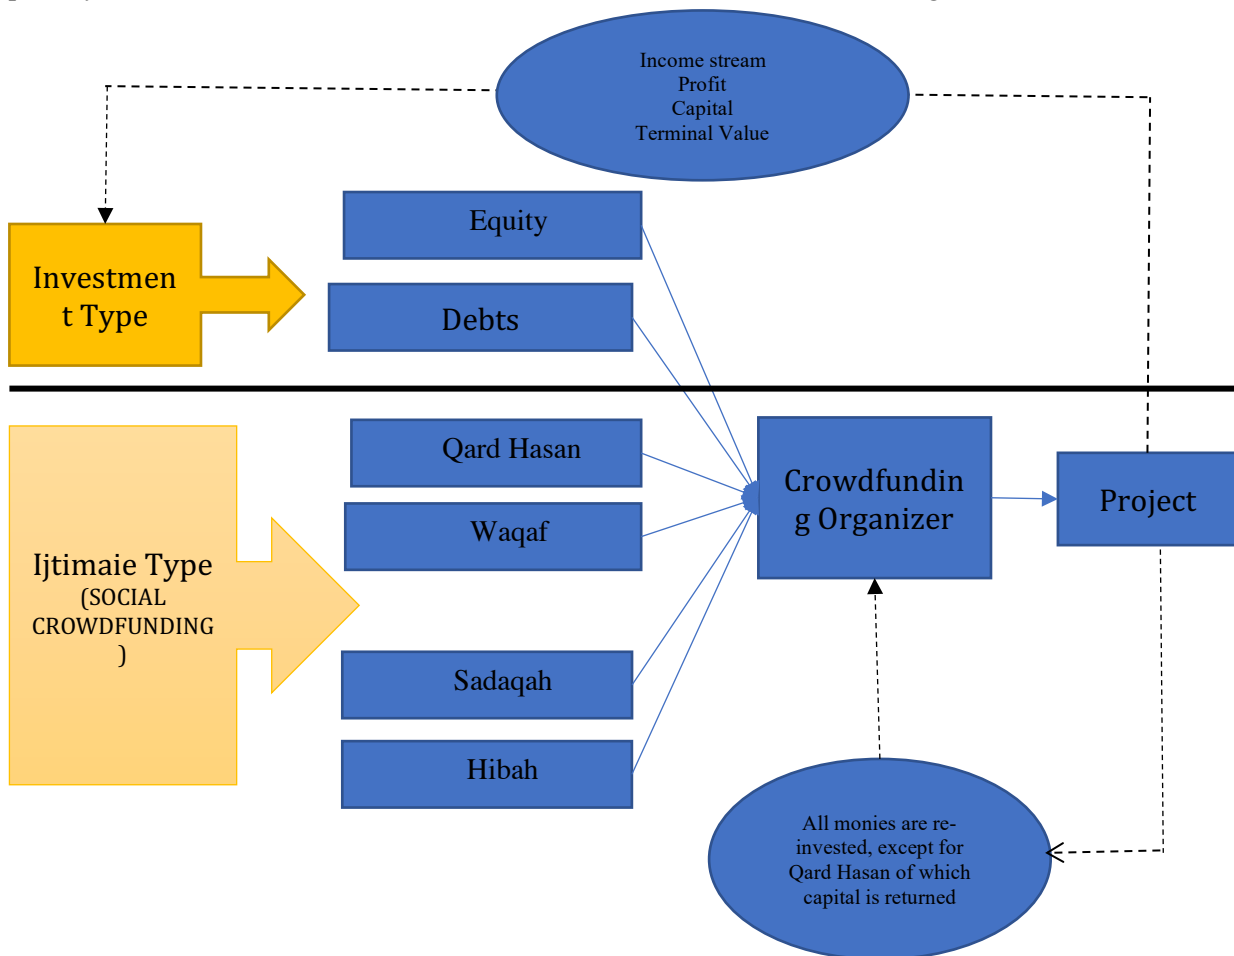 Income stream
Profit
Capital
Terminal Value
Equity
Investmen
t Type
Debts
Qard Hasan
Crowdfundin
g Organizer
Project
Waqaf
Ijtimaie Type
(SOCIAL
CROWDFUNDING
)
Sadaqah
Hibah
All monies are re-
invested, except for
Qard Hasan of which
capital is returned